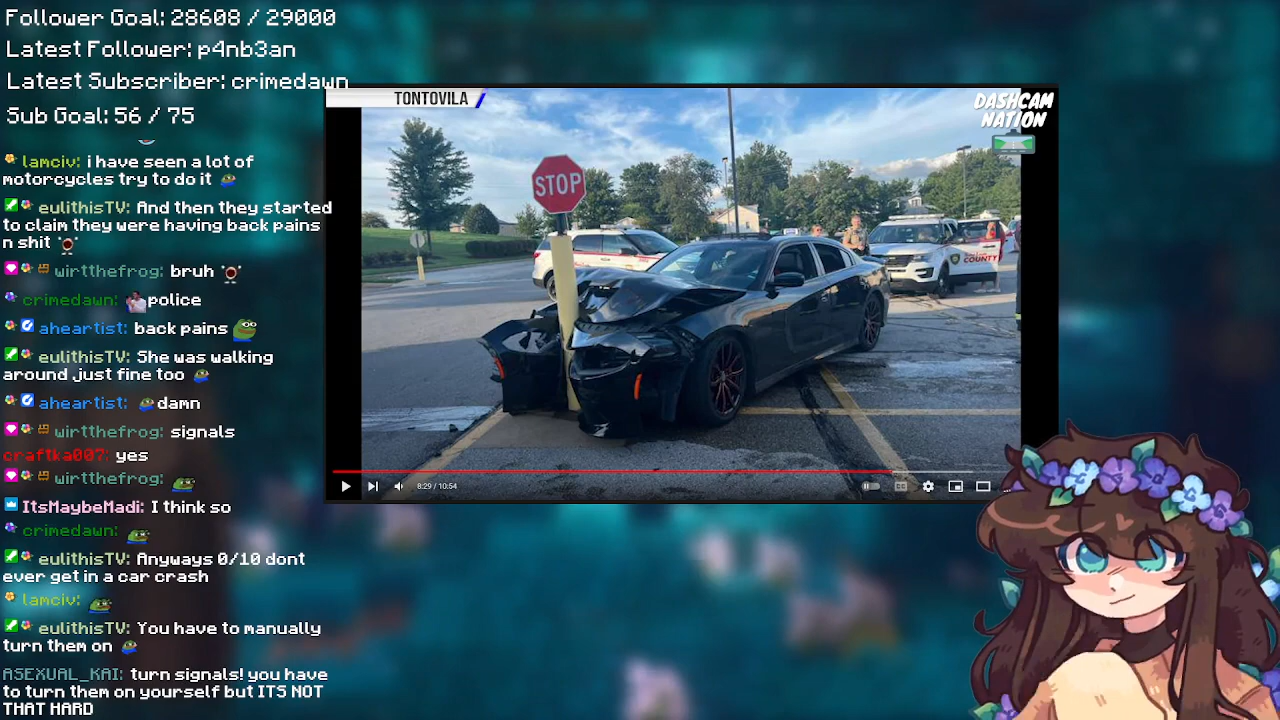 Follower Goal: 28608 / 29000
Latest Follower: p4nb3an
Latest Subscriber: crimedawn
Sub Goal: 56 / 75
lamciv: i have seen a lot of
motorcycles try to do it
eulithisTV: And then they started
to claim they were having back pains
n shit
wirtthefrog: bruh
crimedawn: police
aheartist: back pains
eulithisTV: She was walking
around just fine too
aheartist: damn
wirtthefrog: signals
craftka007: yes
wirtthefrog:
ItsMaybeMadi: I think so
crimedawn:
eulithisTV: Anyways 0/10 dont
ever get in a car crash
lamciv:
eulithisTV: You have to manually
turn them on
ASEXUAL_KAI: turn signals! you have
to turn them on yourself but ITS NOT
THAT HARD
TONTOVILA
DASHCAM
NATION
STOP
COUNTY
8:29 / 10:54
CC